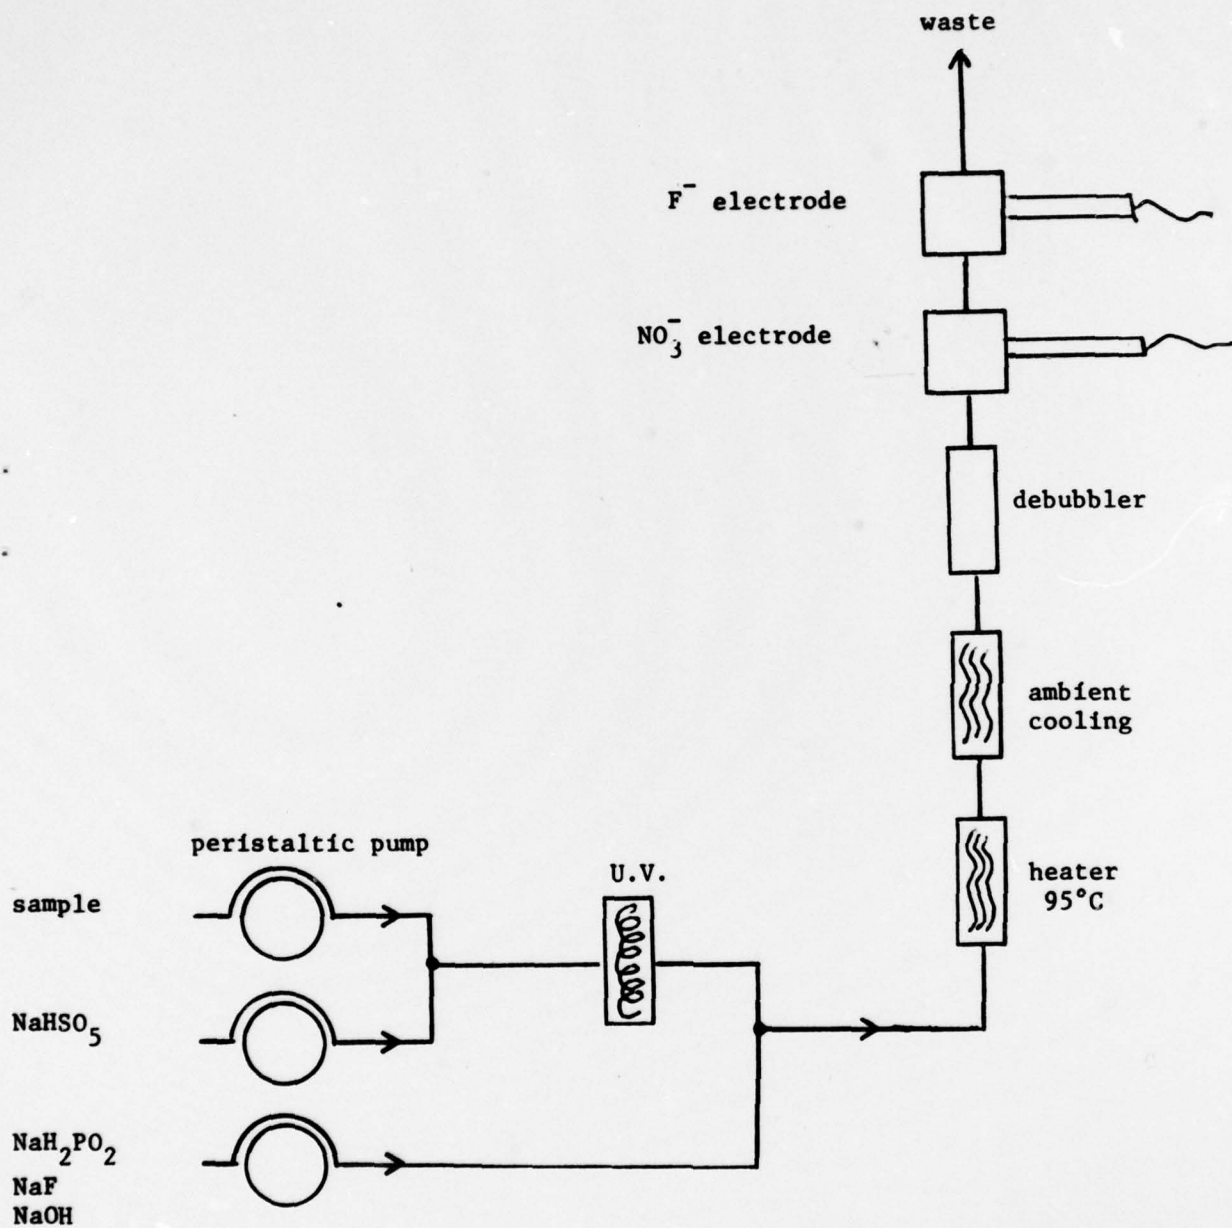 waste
F⁻ electrode
NO₃⁻ electrode
debubbler
ambient
cooling
peristaltic pump
U.V.
heater
95°C
sample
NaHSO₅
NaH₂PO₂
NaF
NaOH